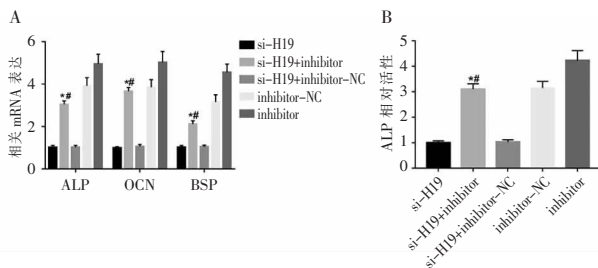 A
相关 mRNA 表达
6
4
2
0
ALP OCN BSP
*# *# *#
si-H19
si-H19+inhibitor
si-H19+inhibitor-NC
inhibitor-NC
inhibitor
B
ALP 相对活性
5
4
3
2
1
0
*#
si-H19
si-H19+inhibitor
si-H19+inhibitor-NC
inhibitor-NC
inhibitor